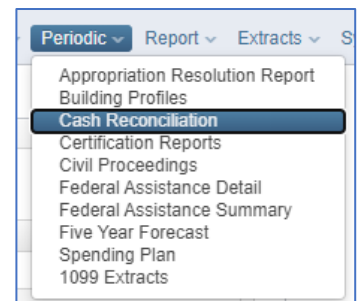 Periodic Report Extracts S
Appropriation Resolution Report
Building Profiles
Cash Reconciliation
Certification Reports
Civil Proceedings
Federal Assistance Detail
Federal Assistance Summary
Five Year Forecast
Spending Plan
1099 Extracts